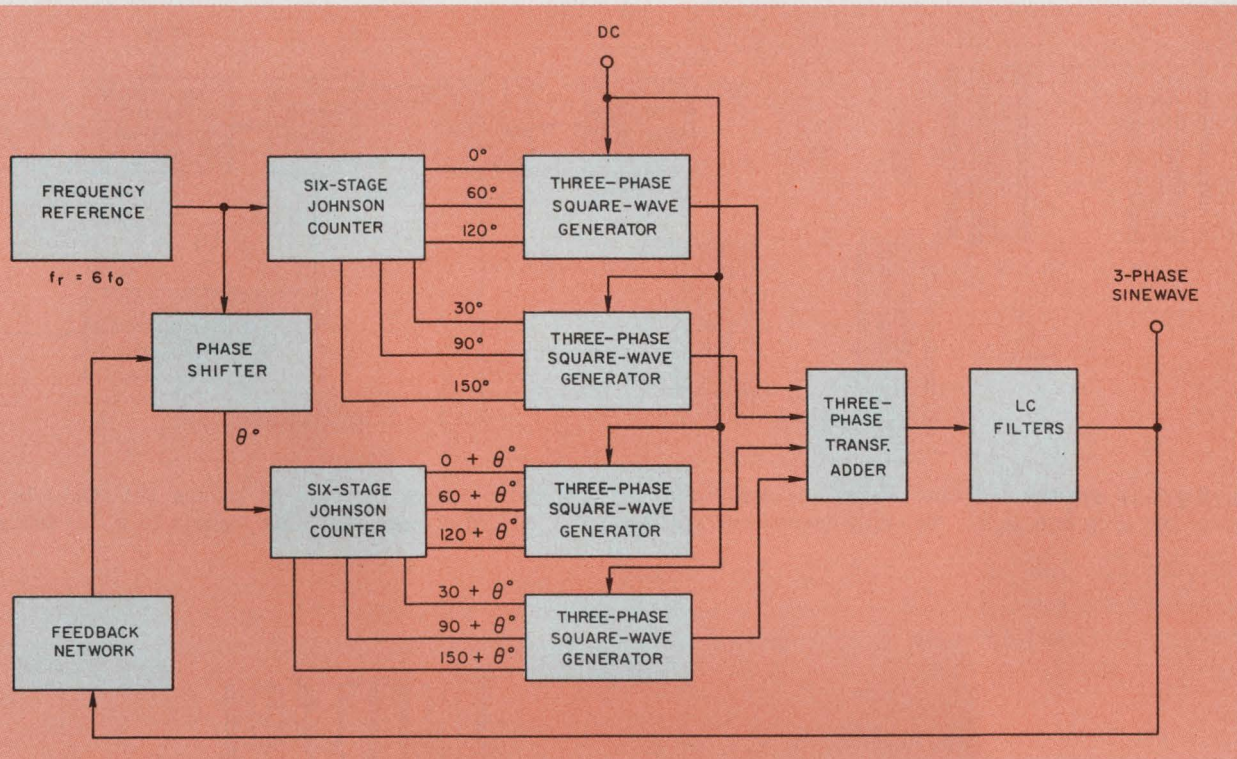 DC
FREQUENCY
REFERENCE
fr = 6 fo
SIX-STAGE
JOHNSON
COUNTER
0°
60°
120°
THREE-PHASE
SQUARE-WAVE
GENERATOR
30°
90°
150°
THREE-PHASE
SQUARE-WAVE
GENERATOR
PHASE
SHIFTER
θ°
SIX-STAGE
JOHNSON
COUNTER
0 + θ°
60 + θ°
120 + θ°
THREE-PHASE
SQUARE-WAVE
GENERATOR
30 + θ°
90 + θ°
150 + θ°
THREE-PHASE
SQUARE-WAVE
GENERATOR
THREE-
PHASE
TRANSF.
ADDER
LC
FILTERS
3-PHASE
SINEWAVE
FEEDBACK
NETWORK